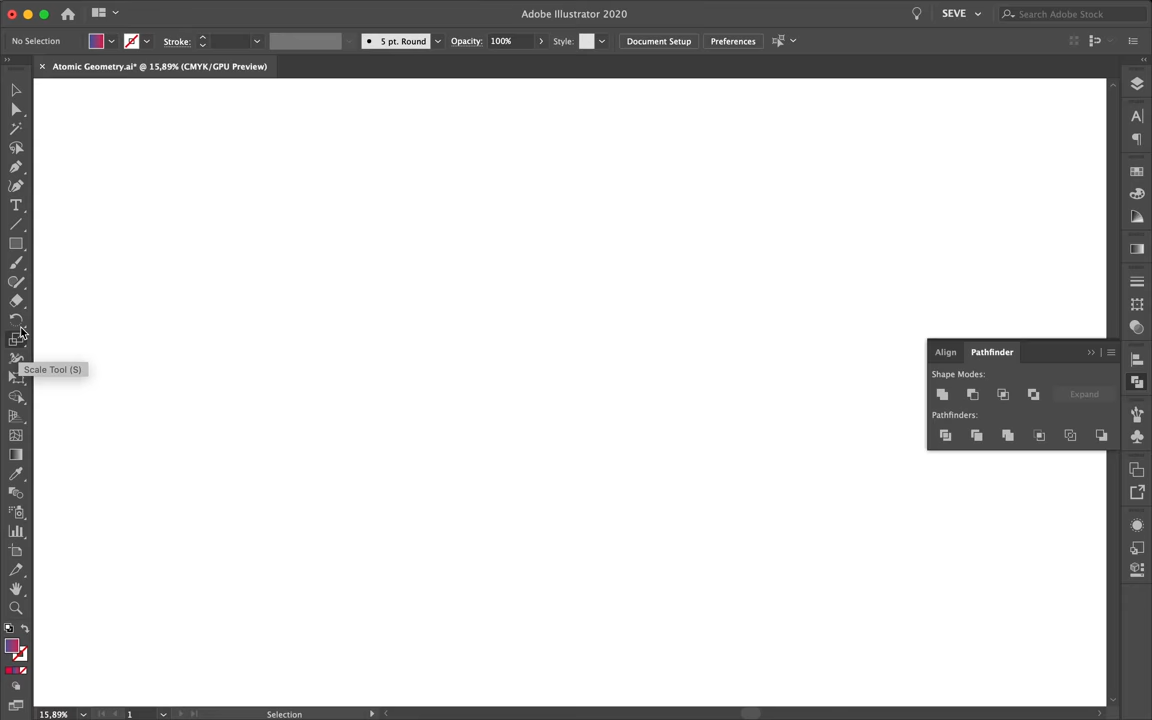 Adobe Illustrator 2020
SEVE
Search Adobe Stock
No Selection
Stroke:
5 pt. Round
Opacity:
100%
Style:
Document Setup
Preferences
Atomic Geometry.ai* @ 15,89% (CMYK/GPU Preview)
Scale Tool (S)
Align
Pathfinder
Shape Modes:
Expand
Pathfinders:
15,89%
1
Selection